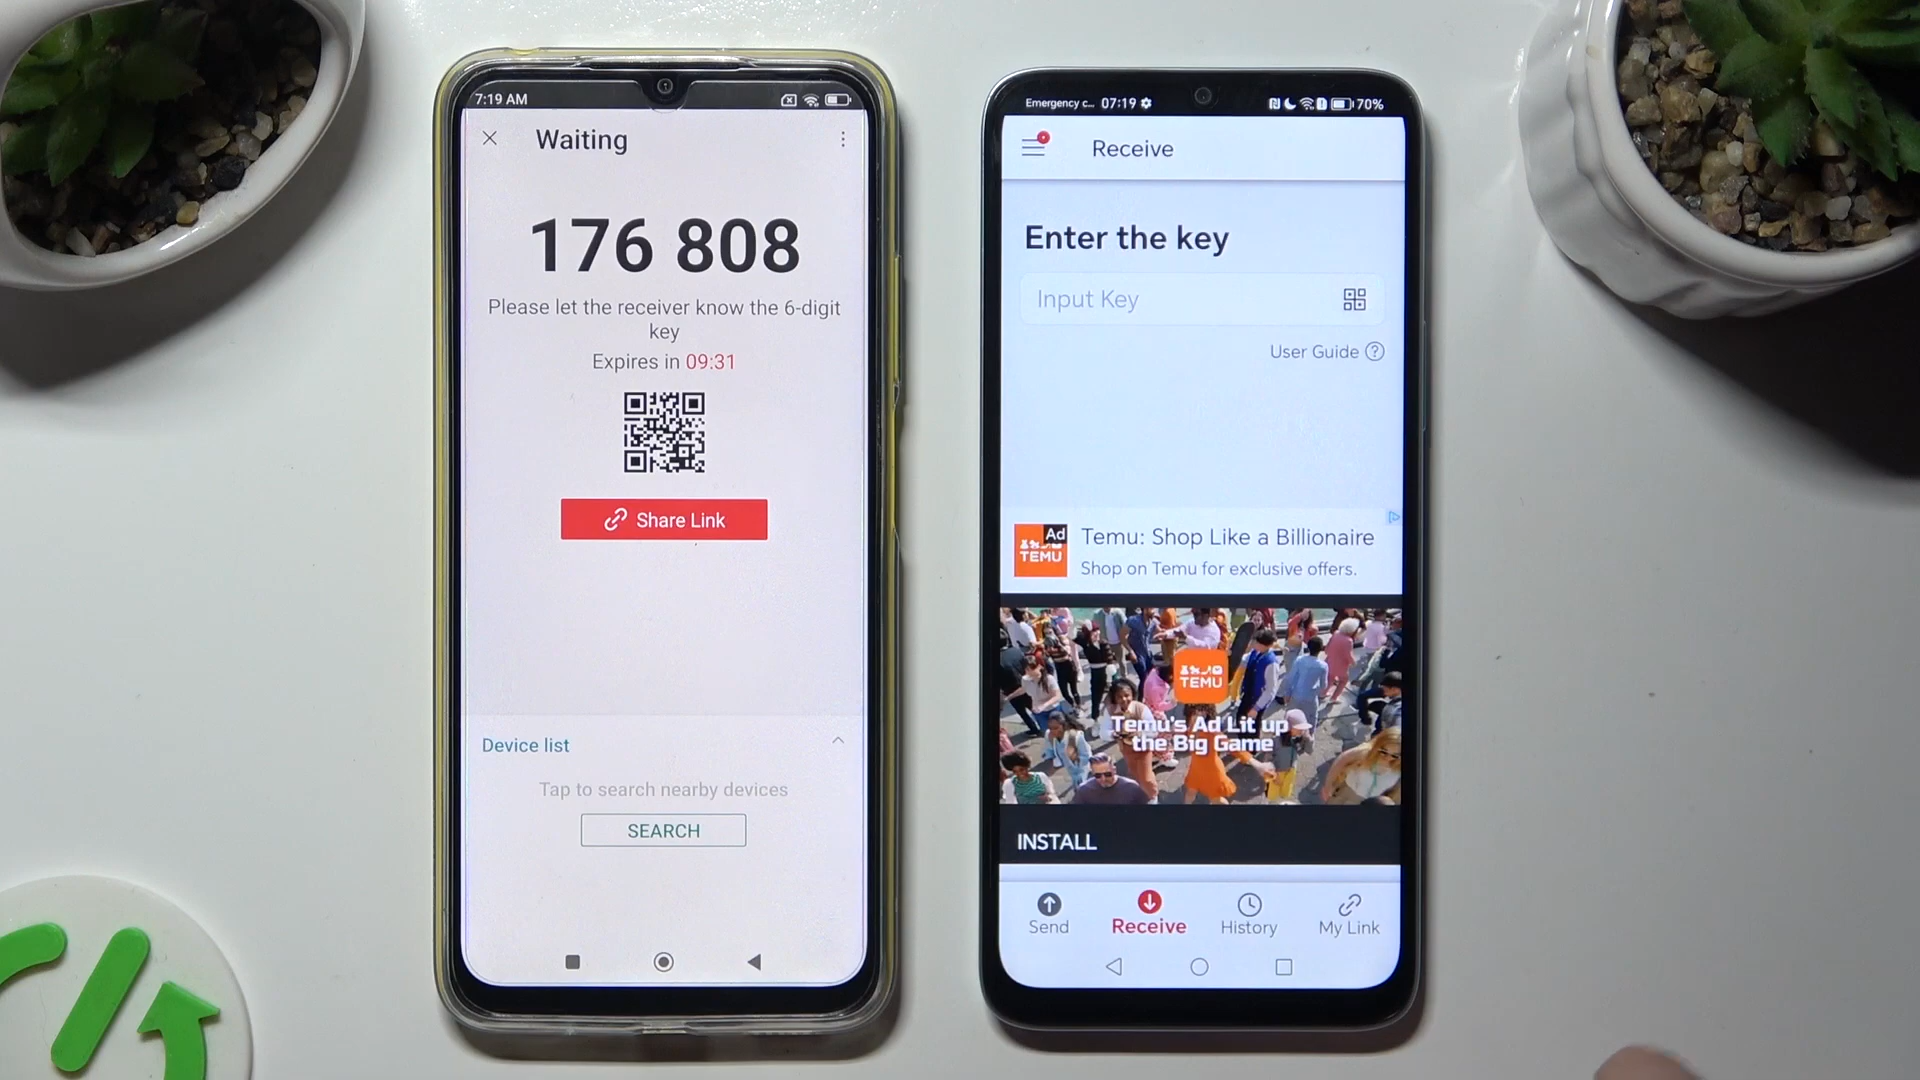 7:19 AM
Waiting
176 808
Please let the receiver know the 6-digit
key
Expires in 09:31
Share Link
Device list
Tap to search nearby devices
SEARCH
Emergency c... 07:19
70%
Receive
Enter the key
Input Key
User Guide
Ad
TEMU
Temu: Shop Like a Billionaire
Shop on Temu for exclusive offers.
TEMU
Temu's Ad Lit up
the Big Game
INSTALL
Send
Receive
History
My Link